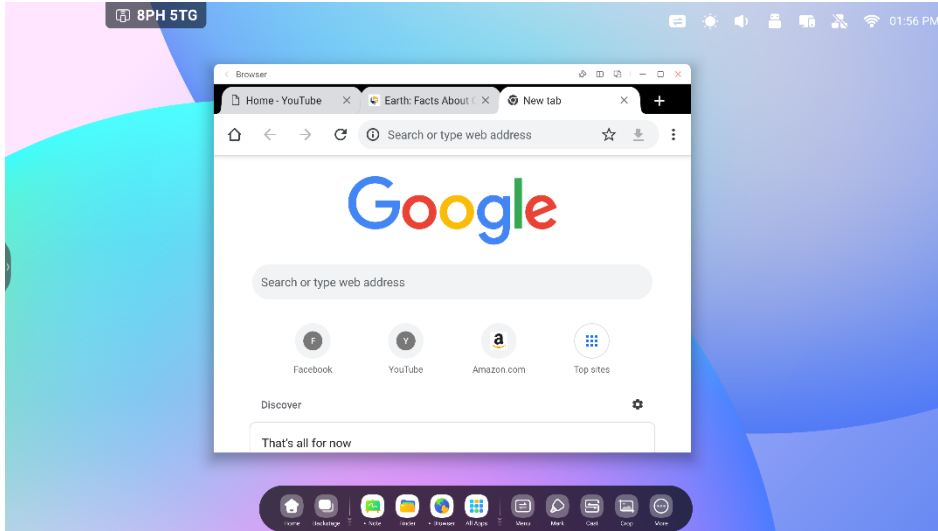 8PH 5TG
01:56 PM
Browser
Home - YouTube
Earth: Facts About
New tab
Search or type web address
Google
Search or type web address
F
Y
a
Facebook
YouTube
Amazon.com
Top sites
Discover
That's all for now
Home
Backstage
• Note
Finder
• Browser
All Apps
Menu
Mark
Cast
Crop
More